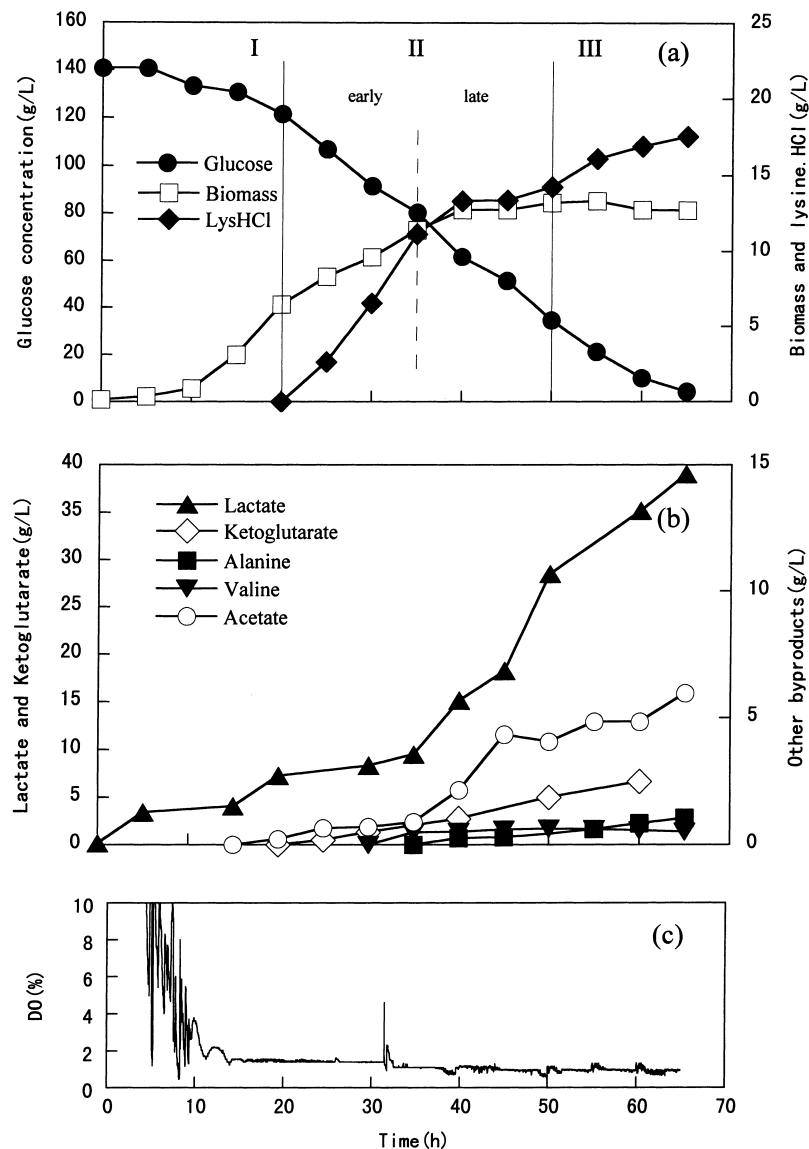 I II III (a)
early late
Glucose
Biomass
LysHCl
Glucose concentration(g/L)
160
140
120
100
80
60
40
20
0
Biomass and lysine.HCl(g/L)
25
20
15
10
5
0
(b)
Lactate
Ketoglutarate
Alanine
Valine
Acetate
Lactate and Ketoglutarate(g/L)
40
35
30
25
20
15
10
5
0
Other byproducts(g/L)
15
10
5
0
(c)
DO(%)
10
8
6
4
2
0
0 10 20 30 40 50 60 70
Time(h)